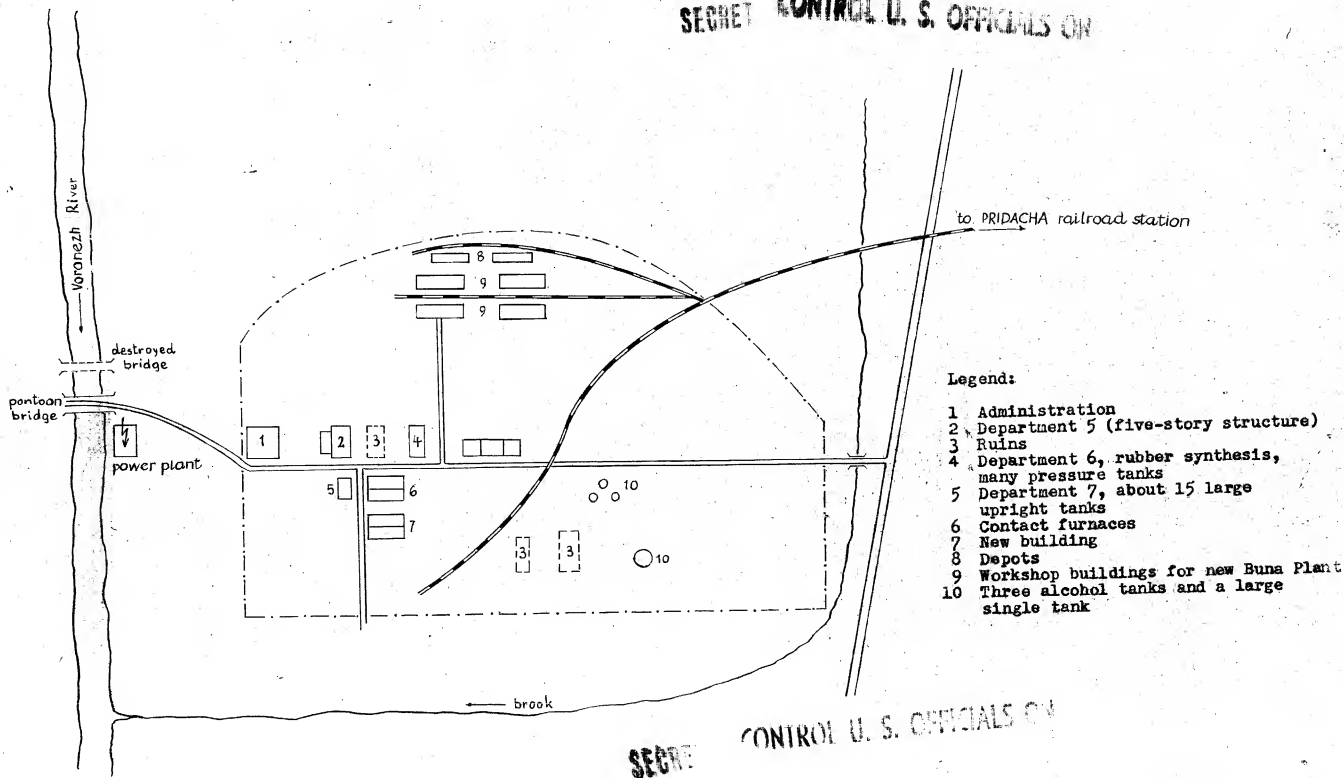 SECRET CONTROL U. S. OFFICIALS ON
Voranezh River
to PRIDACHA railroad station
8
9
9
destroyed
bridge
pontoon
bridge
power plant
1
2
3
4
5
6
7
10
3
3
10
brook
Legend:
1 Administration
2 Department 5 (five-story structure)
3 Ruins
4 Department 6, rubber synthesis,
many pressure tanks
5 Department 7, about 15 large
upright tanks
6 Contact furnaces
7 New building
8 Depots
9 Workshop buildings for new Buna Plant
10 Three alcohol tanks and a large
single tank
CONTROL U. S. OFFICIALS